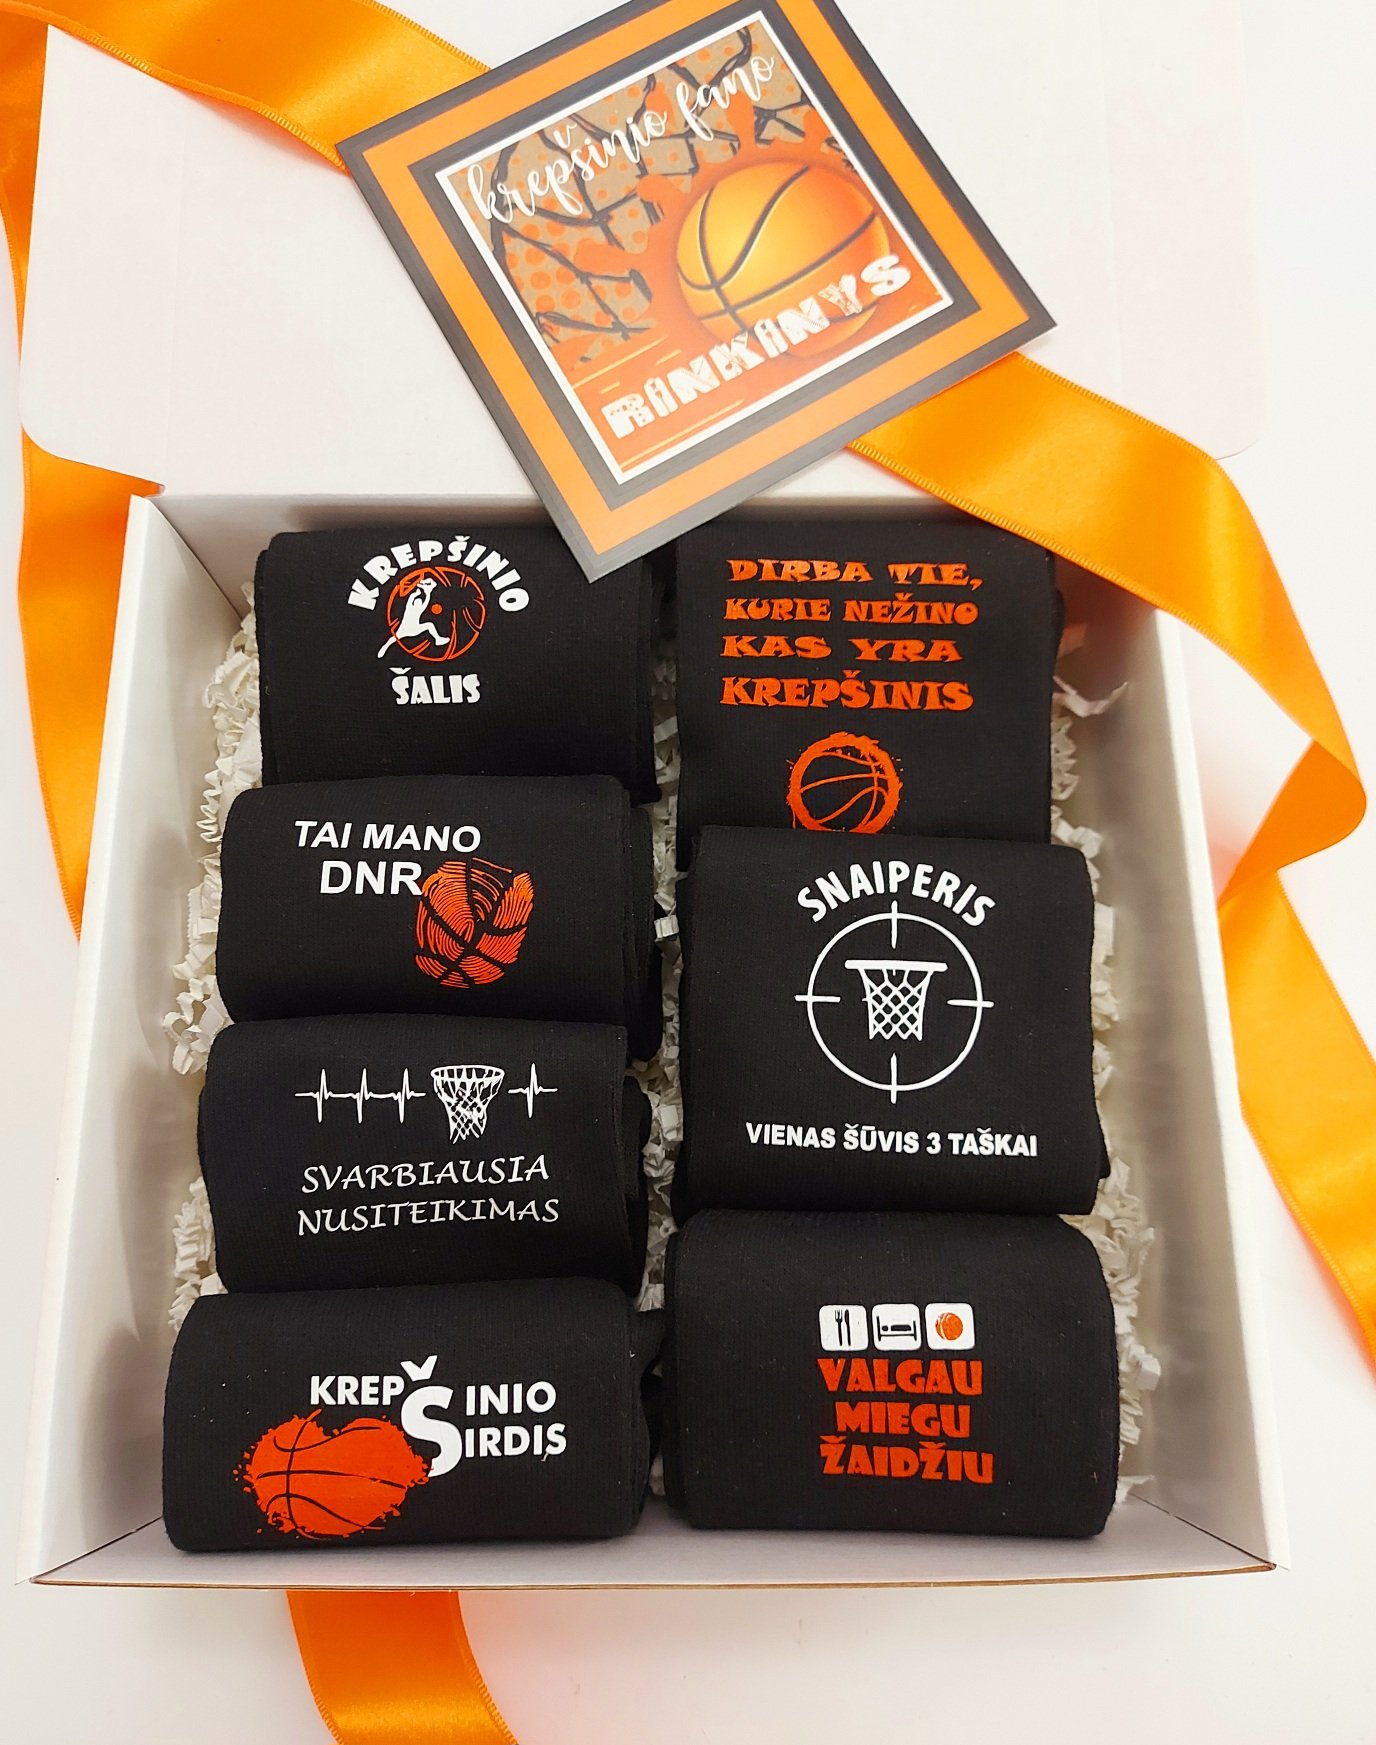 krepšinio fano
RINKINYS
KREPŠINIO
ŠALIS
DIRBA TIE,
KURIE NEŽINO
KAS YRA
KREPŠINIS
TAI MANO
DNR
SNAIPERIS
VIENAS ŠŪVIS 3 TAŠKAI
SVARBIAUSIA
NUSITEIKIMAS
KREPŠINIO
ŠIRDIS
VALGAU
MIEGU
ŽAIDŽIU